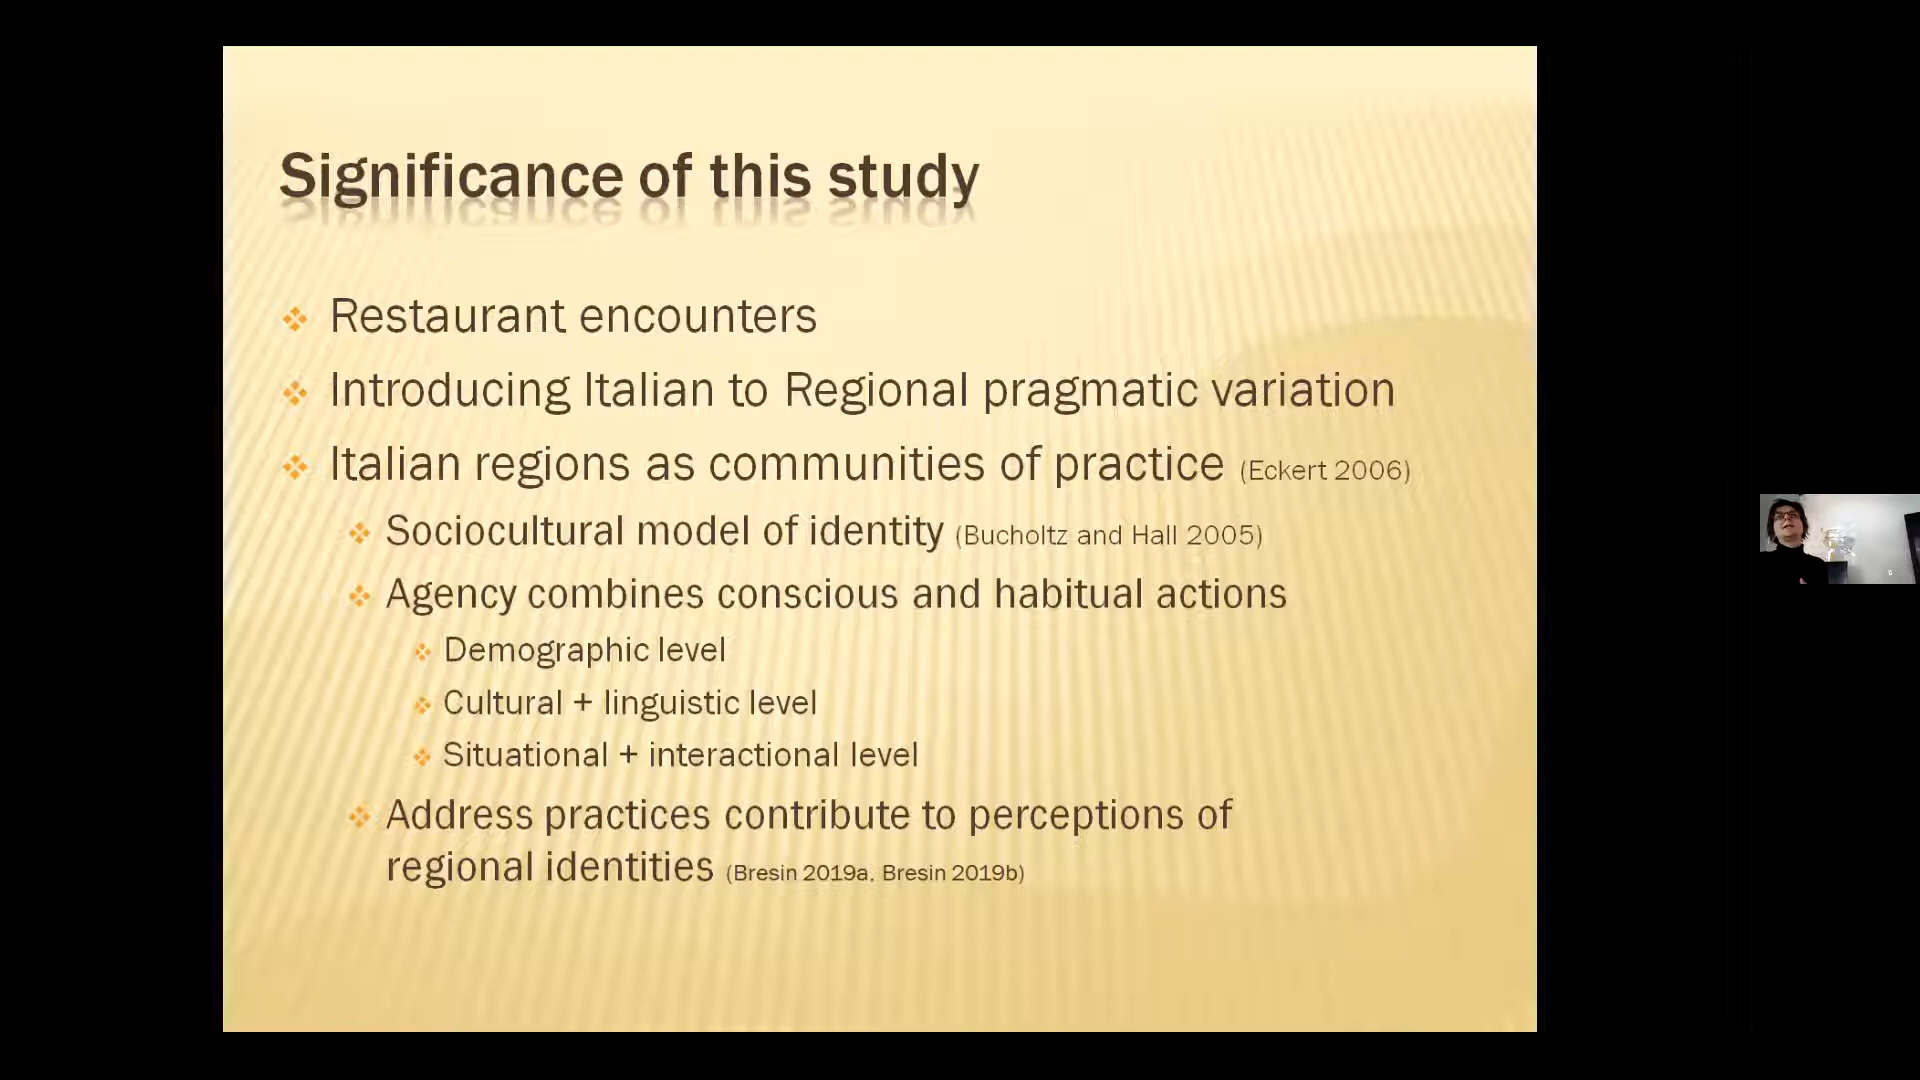 Significance of this study
Restaurant encounters
Introducing Italian to Regional pragmatic variation
Italian regions as communities of practice (Eckert 2006)
Sociocultural model of identity (Bucholtz and Hall 2005)
Agency combines conscious and habitual actions
Demographic level
Cultural + linguistic level
Situational + interactional level
Address practices contribute to perceptions of
regional identities (Bresin 2019a, Bresin 2019b)